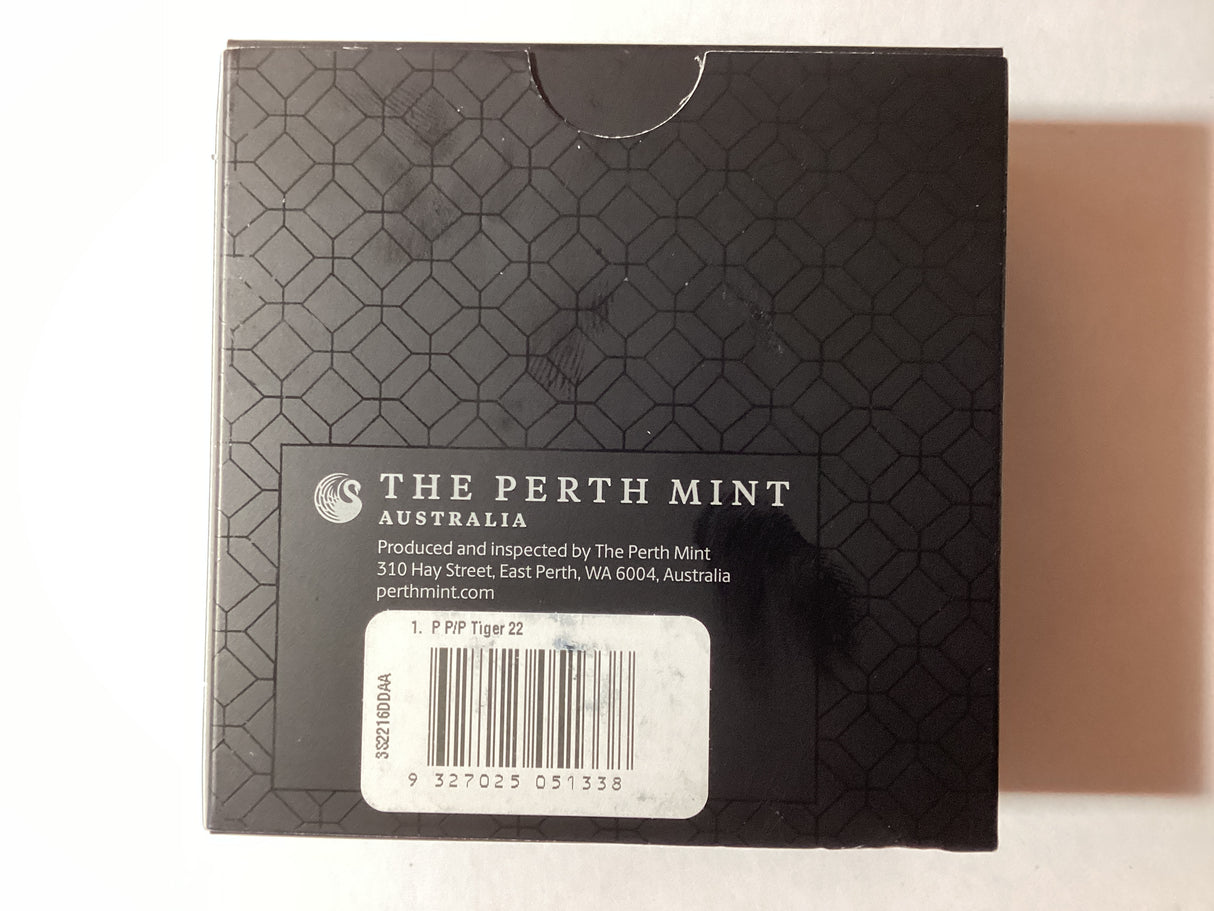 THE PERTH MINT
AUSTRALIA
Produced and inspected by The Perth Mint
310 Hay Street, East Perth, WA 6004, Australia
perthmint.com
1. P P/P Tiger 22
3S2216DDAA
9 327025 051338